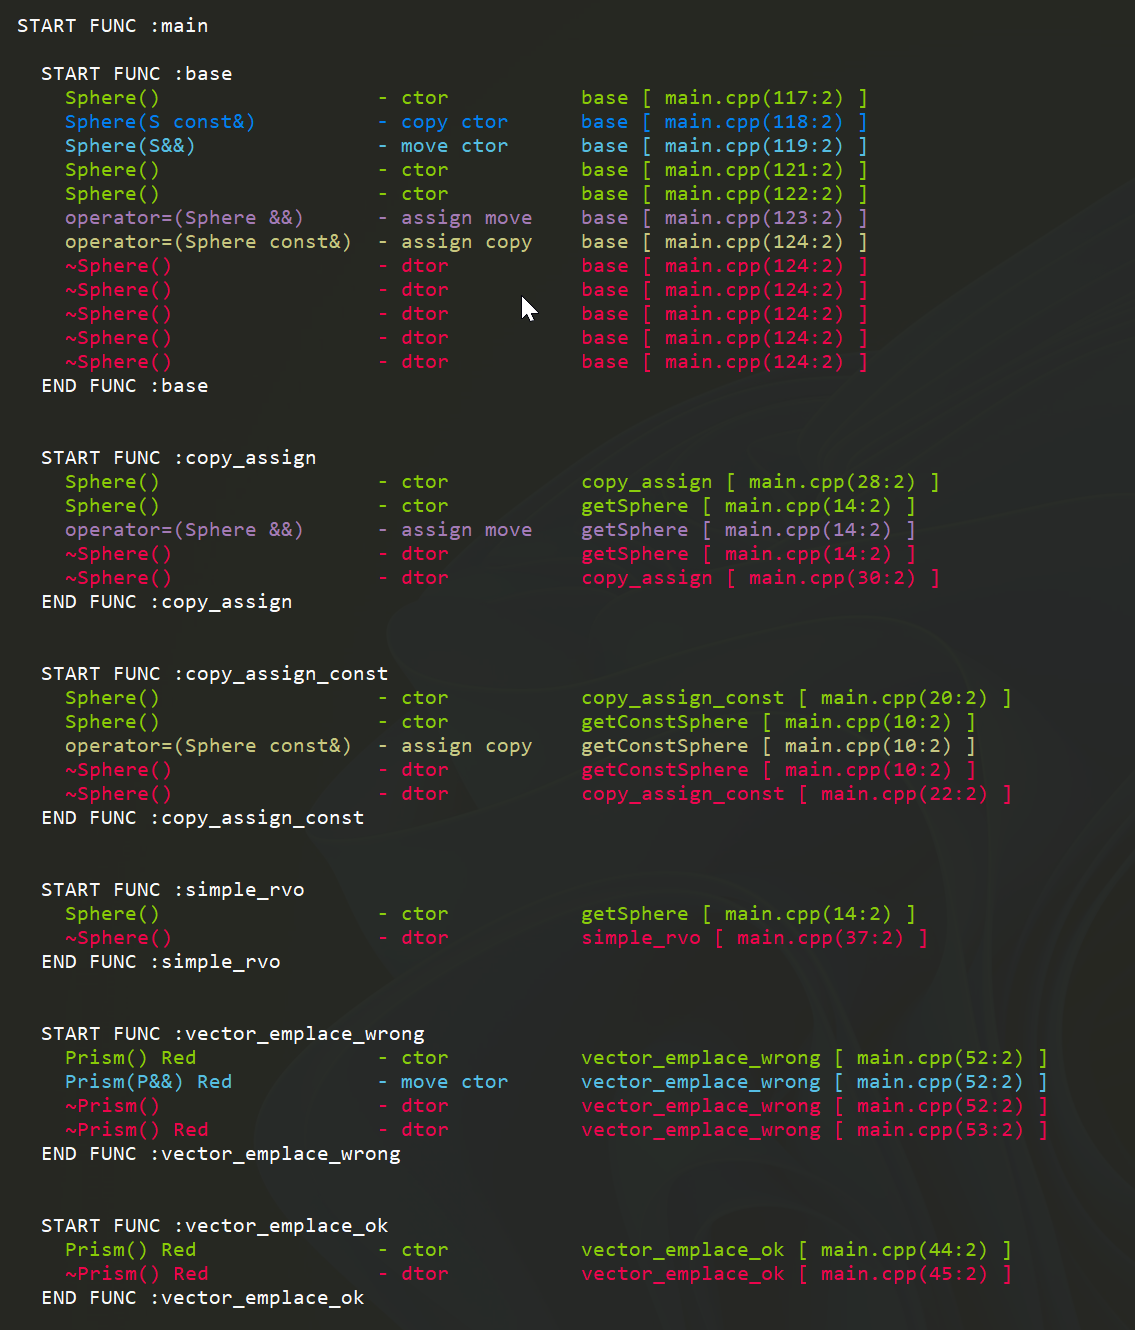 START FUNC :main
START FUNC :base
Sphere() - ctor base [ main.cpp(117:2) ]
Sphere(S const&) - copy ctor base [ main.cpp(118:2) ]
Sphere(S&&) - move ctor base [ main.cpp(119:2) ]
Sphere() - ctor base [ main.cpp(121:2) ]
Sphere() - ctor base [ main.cpp(122:2) ]
operator=(Sphere &&) - assign move base [ main.cpp(123:2) ]
operator=(Sphere const&) - assign copy base [ main.cpp(124:2) ]
~Sphere() - dtor base [ main.cpp(124:2) ]
~Sphere() - dtor base [ main.cpp(124:2) ]
~Sphere() - dtor base [ main.cpp(124:2) ]
~Sphere() - dtor base [ main.cpp(124:2) ]
~Sphere() - dtor base [ main.cpp(124:2) ]
END FUNC :base
START FUNC :copy_assign
Sphere() - ctor copy_assign [ main.cpp(28:2) ]
Sphere() - ctor getSphere [ main.cpp(14:2) ]
operator=(Sphere &&) - assign move getSphere [ main.cpp(14:2) ]
~Sphere() - dtor getSphere [ main.cpp(14:2) ]
~Sphere() - dtor copy_assign [ main.cpp(30:2) ]
END FUNC :copy_assign
START FUNC :copy_assign_const
Sphere() - ctor copy_assign_const [ main.cpp(20:2) ]
Sphere() - ctor getConstSphere [ main.cpp(10:2) ]
operator=(Sphere const&) - assign copy getConstSphere [ main.cpp(10:2) ]
~Sphere() - dtor getConstSphere [ main.cpp(10:2) ]
~Sphere() - dtor copy_assign_const [ main.cpp(22:2) ]
END FUNC :copy_assign_const
START FUNC :simple_rvo
Sphere() - ctor getSphere [ main.cpp(14:2) ]
~Sphere() - dtor simple_rvo [ main.cpp(37:2) ]
END FUNC :simple_rvo
START FUNC :vector_emplace_wrong
Prism() Red - ctor vector_emplace_wrong [ main.cpp(52:2) ]
Prism(P&&) Red - move ctor vector_emplace_wrong [ main.cpp(52:2) ]
~Prism() - dtor vector_emplace_wrong [ main.cpp(52:2) ]
~Prism() Red - dtor vector_emplace_wrong [ main.cpp(53:2) ]
END FUNC :vector_emplace_wrong
START FUNC :vector_emplace_ok
Prism() Red - ctor vector_emplace_ok [ main.cpp(44:2) ]
~Prism() Red - dtor vector_emplace_ok [ main.cpp(45:2) ]
END FUNC :vector_emplace_ok